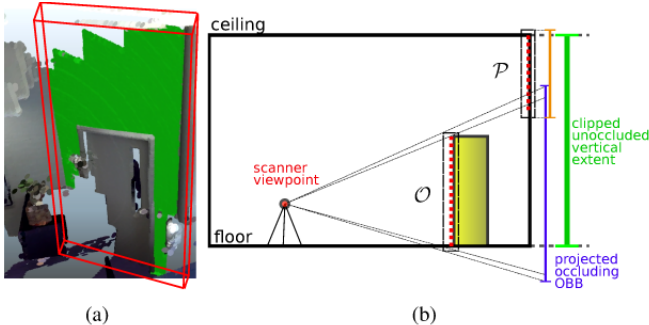 ceiling
𝒫
clipped
unoccluded
vertical
extent
scanner
viewpoint
𝒪
floor
projected
occluding
OBB
(a)
(b)